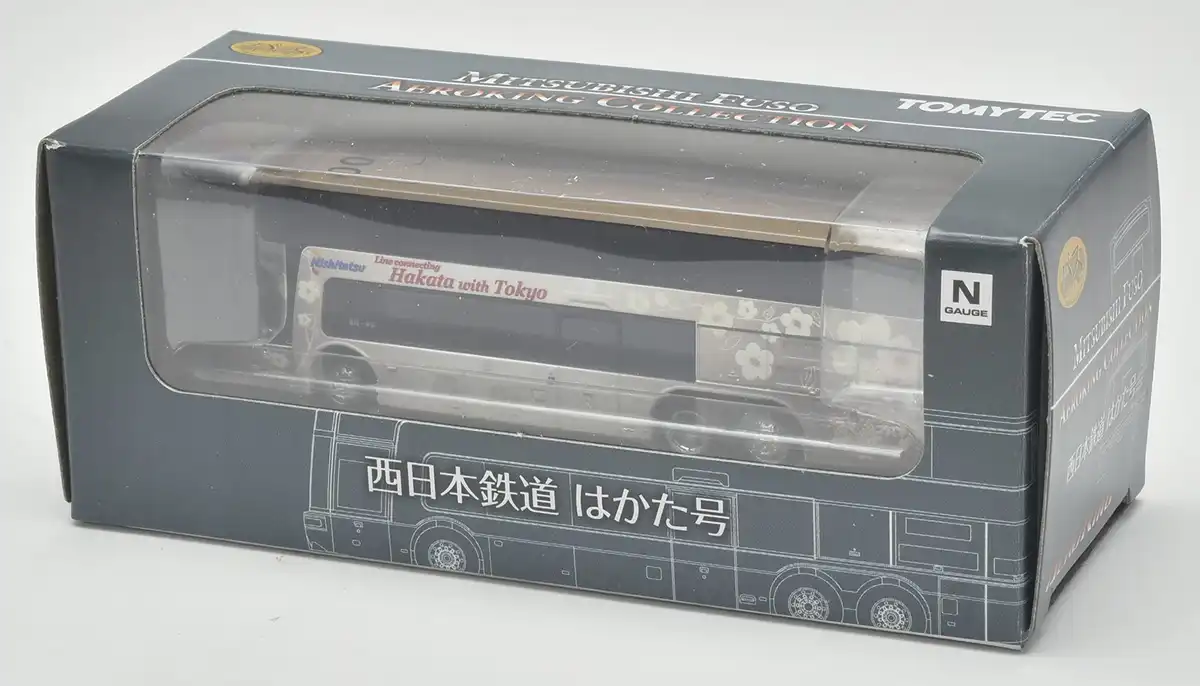 MITSUBISHI FUSO
AEROKING COLLECTION
TOMYTEC
Nishitetsu
Line connecting
Hakata with Tokyo
N
GAUGE
西日本鉄道 はかた号
MITSUBISHI FUSO
AEROKING COLLECTION
西日本鉄道 はかた号